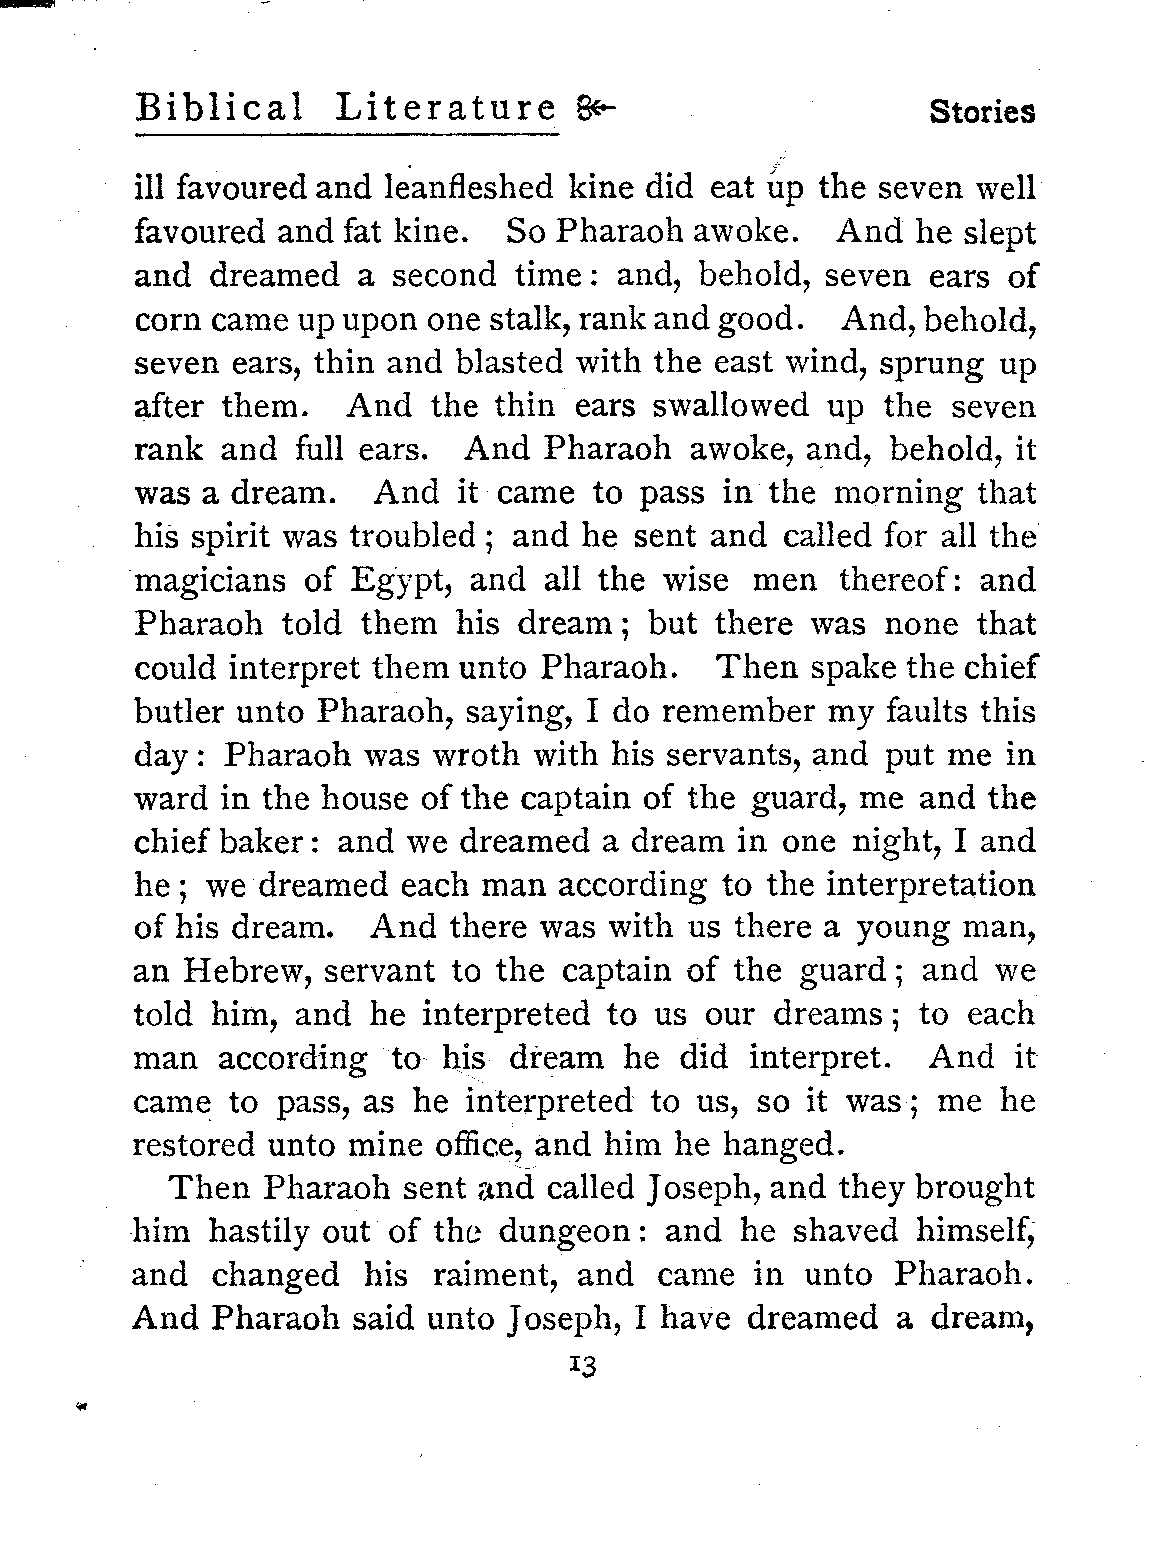 Biblical Literature Stories
ill favoured and leanfleshed kine did eat up the seven well
favoured and fat kine. So Pharaoh awoke. And he slept
and dreamed a second time: and, behold, seven ears of
corn came up upon one stalk, rank and good. And, behold,
seven ears, thin and blasted with the east wind, sprung up
after them. And the thin ears swallowed up the seven
rank and full ears. And Pharaoh awoke, and, behold, it
was a dream. And it came to pass in the morning that
his spirit was troubled; and he sent and called for all the
magicians of Egypt, and all the wise men thereof: and
Pharaoh told them his dream; but there was none that
could interpret them unto Pharaoh. Then spake the chief
butler unto Pharaoh, saying, I do remember my faults this
day: Pharaoh was wroth with his servants, and put me in
ward in the house of the captain of the guard, me and the
chief baker: and we dreamed a dream in one night, I and
he; we dreamed each man according to the interpretation
of his dream. And there was with us there a young man,
an Hebrew, servant to the captain of the guard; and we
told him, and he interpreted to us our dreams; to each
man according to his dream he did interpret. And it
came to pass, as he interpreted to us, so it was; me he
restored unto mine office, and him he hanged.
Then Pharaoh sent and called Joseph, and they brought
him hastily out of the dungeon: and he shaved himself,
and changed his raiment, and came in unto Pharaoh.
And Pharaoh said unto Joseph, I have dreamed a dream,
13